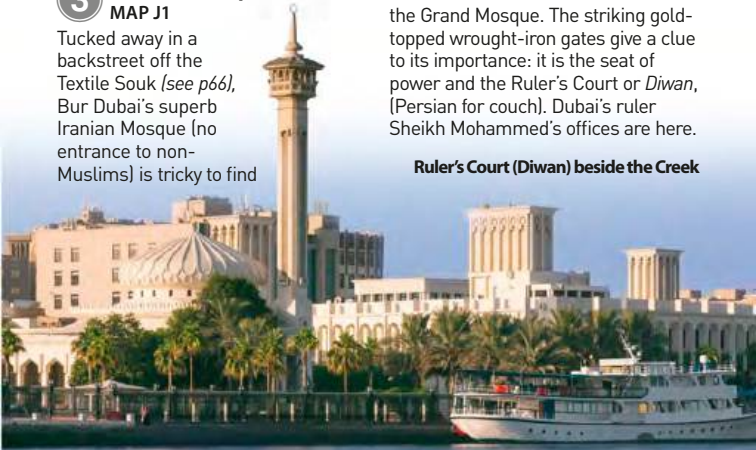 3
MAP J1
Tucked away in a
backstreet off the
Textile Souk (see p66),
Bur Dubai's superb
Iranian Mosque (no
entrance to non-
Muslims) is tricky to find
the Grand Mosque. The striking gold-
topped wrought-iron gates give a clue
to its importance: it is the seat of
power and the Ruler's Court or Diwan,
(Persian for couch). Dubai's ruler
Sheikh Mohammed's offices are here.
Ruler's Court (Diwan) beside the Creek